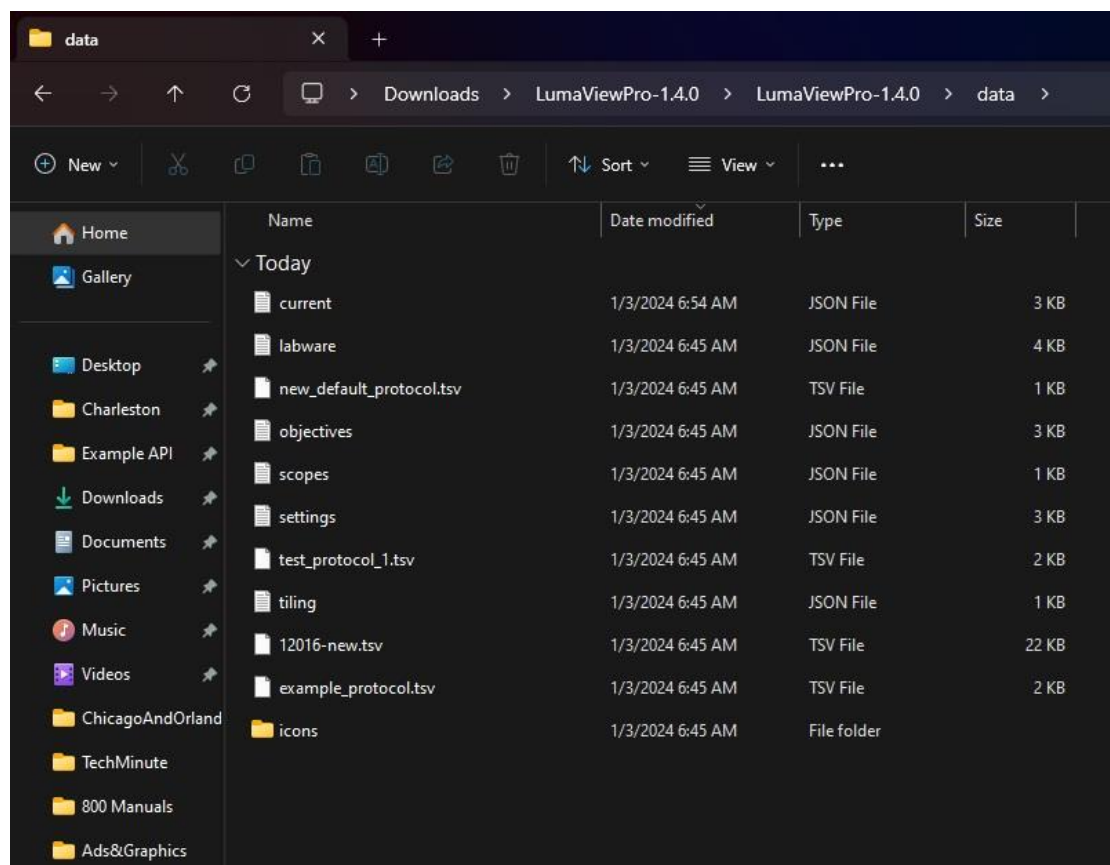 data
Downloads > LumaViewPro-1.4.0 > LumaViewPro-1.4.0 > data >
New Sort View ...
Home
Gallery
Desktop
Charleston
Example API
Downloads
Documents
Pictures
Music
Videos
ChicagoAndOrland
TechMinute
800 Manuals
Ads&Graphics
Name Date modified Type Size
Today
current 1/3/2024 6:54 AM JSON File 3 KB
labware 1/3/2024 6:45 AM JSON File 4 KB
new_default_protocol.tsv 1/3/2024 6:45 AM TSV File 1 KB
objectives 1/3/2024 6:45 AM JSON File 3 KB
scopes 1/3/2024 6:45 AM JSON File 1 KB
settings 1/3/2024 6:45 AM JSON File 3 KB
test_protocol_1.tsv 1/3/2024 6:45 AM TSV File 2 KB
tiling 1/3/2024 6:45 AM JSON File 1 KB
12016-new.tsv 1/3/2024 6:45 AM TSV File 22 KB
example_protocol.tsv 1/3/2024 6:45 AM TSV File 2 KB
icons 1/3/2024 6:45 AM File folder